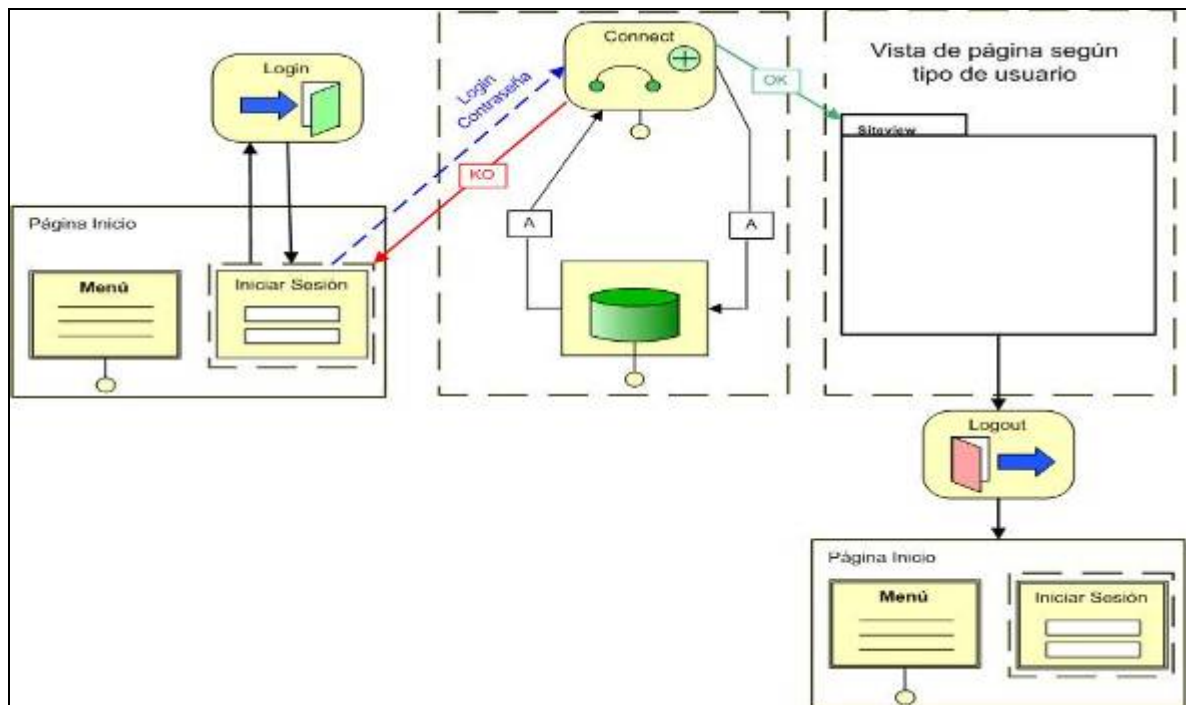 Login
Página Inicio
Menú
Iniciar Sesión
Login
Contraseña
KO
Connect
A
A
OK
Vista de página según
tipo de usuario
Siteview
Logout
Página Inicio
Menú
Iniciar Sesión